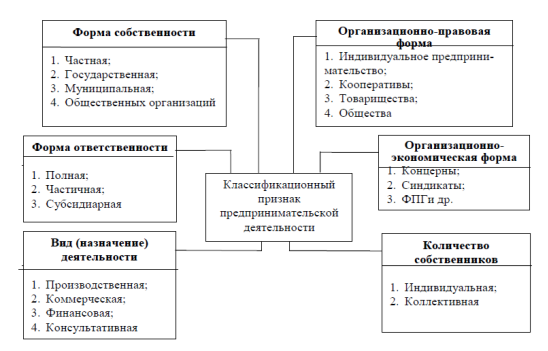 Форма собственности
1. Частная;
2. Государственная;
3. Муниципальная;
4. Общественных организаций
Организационно-правовая
форма
1. Индивидуальное предприни-
мательство;
2. Кооперативы;
3. Товарищества;
4. Общества
Форма ответственности
1. Полная;
2. Частичная;
3. Субсидиарная
Классификационный
признак
предпринимательской
деятельности
Организационно-
экономическая форма
1. Концерны;
2. Синдикаты;
3. ФПГи др.
Вид (назначение)
деятельности
1. Производственная;
2. Коммерческая;
3. Финансовая;
4. Консультативная
Количество
собственников
1. Индивидуальная;
2. Коллективная